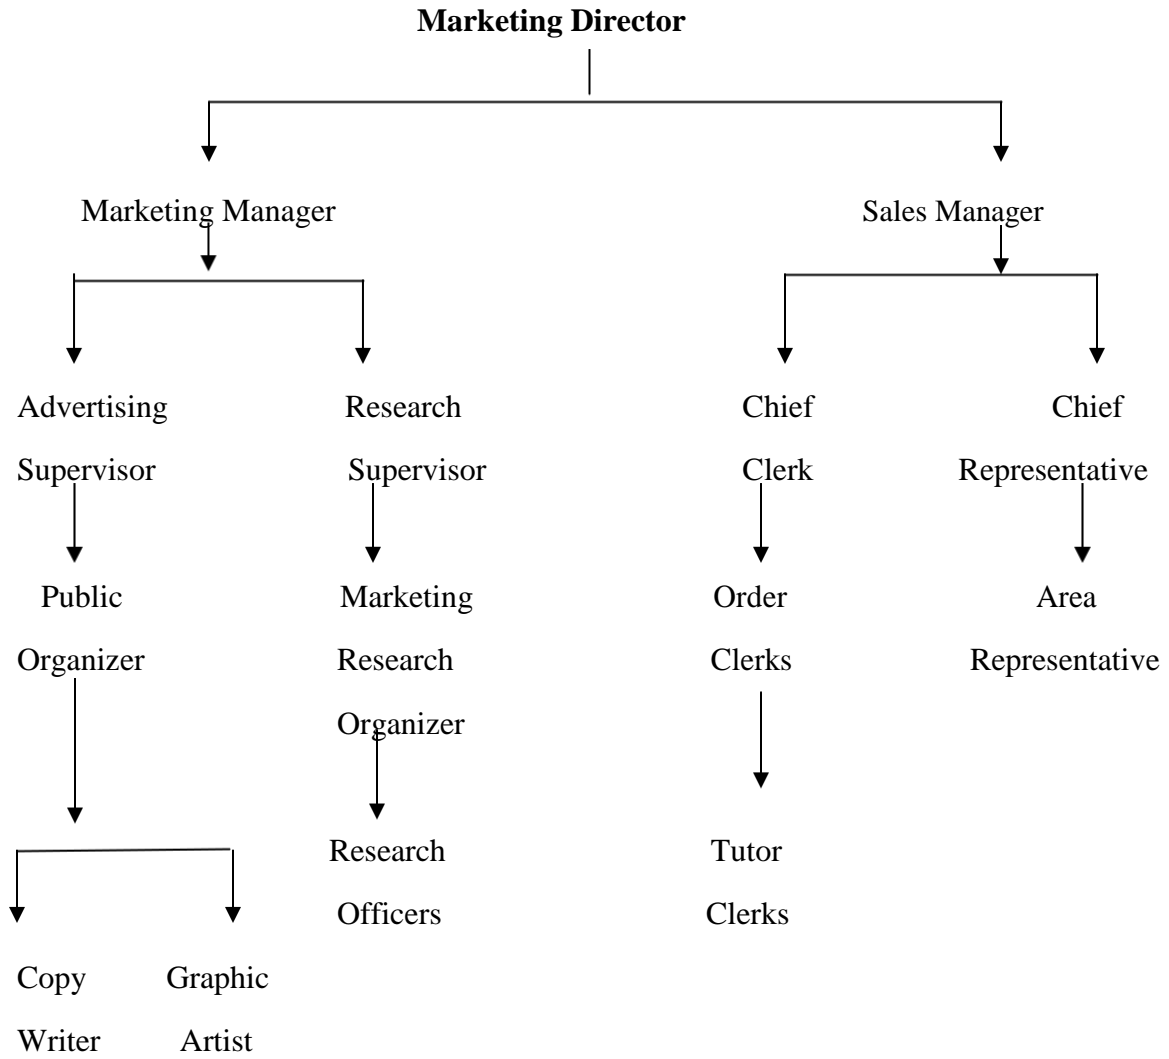 Marketing Director
Marketing Manager Sales Manager
Advertising Research Chief Chief
Supervisor Supervisor Clerk Representative
Public Marketing Order Area
Organizer Research Clerks Representative
Organizer
Research Tutor
Officers Clerks
Copy Graphic
Writer Artist